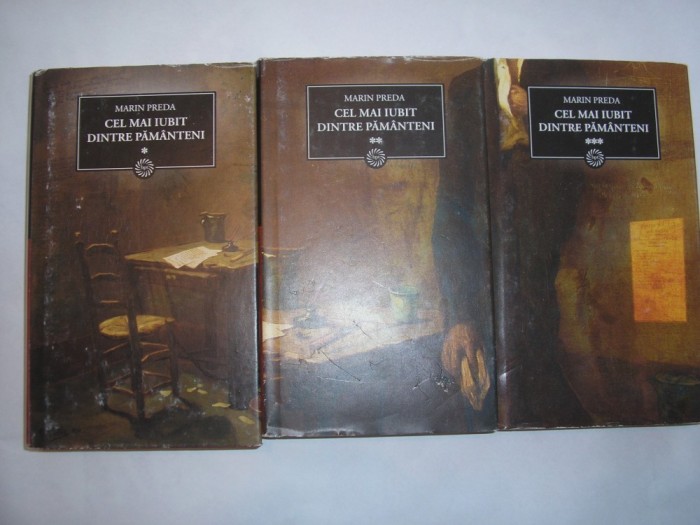 MARIN PREDA
CEL MAI IUBIT
DINTRE PĂMÂNTENI
*
MARIN PREDA
CEL MAI IUBIT
DINTRE PĂMÂNTENI
**
MARIN PREDA
CEL MAI IUBIT
DINTRE PĂMÂNTENI
***